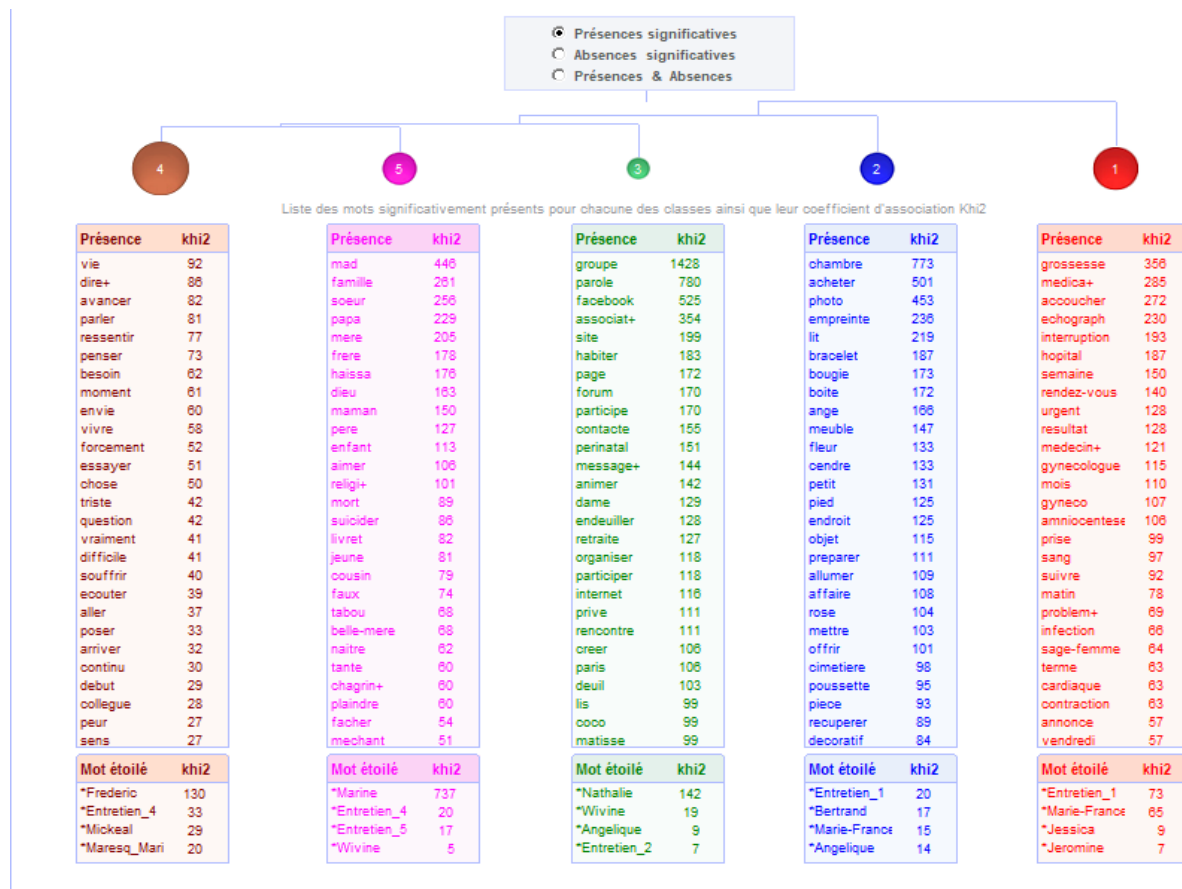 Présences significatives
Absences significatives
Présences & Absences
4 5 3 2 1
Liste des mots significativement présents pour chacune des classes ainsi que leur coefficient d'association Khi2
Présence khi2
vie 92
dire+ 86
avancer 82
parler 81
ressentir 77
penser 73
besoin 62
moment 61
envie 60
vivre 58
forcement 52
essayer 51
chose 50
triste 42
question 42
vraiment 41
difficile 41
souffrir 40
ecouter 39
aller 37
poser 33
arriver 32
continu 30
debut 29
collegue 28
peur 27
sens 27
Mot étoilé khi2
*Frederic 130
*Entretien_4 33
*Mickeal 29
*Maresq_Mari 20
Présence khi2
mad 446
famille 261
soeur 256
papa 229
mere 205
frere 178
haissa 176
dieu 163
maman 150
pere 127
enfant 113
aimer 106
religi+ 101
mort 89
suicider 86
livret 82
jeune 81
cousin 79
faux 74
tabou 68
belle-mere 68
naitre 62
tante 60
chagrin+ 60
plaindre 60
facher 54
mechant 51
Mot étoilé khi2
*Marine 737
*Entretien_4 20
*Entretien_5 17
*Wivine 5
Présence khi2
groupe 1428
parole 780
facebook 525
associat+ 354
site 199
habiter 183
page 172
forum 170
participe 170
contacte 155
perinatal 151
message+ 144
animer 142
dame 129
endeuiller 128
retraite 127
organiser 118
participer 118
internet 116
prive 111
rencontre 111
creer 106
paris 106
deuil 103
lis 99
coco 99
matisse 99
Mot étoilé khi2
*Nathalie 142
*Wivine 19
*Angelique 9
*Entretien_2 7
Présence khi2
chambre 773
acheter 501
photo 453
empreinte 236
lit 219
bracelet 187
bougie 173
boite 172
ange 166
meuble 147
fleur 133
cendre 133
petit 131
pied 125
endroit 125
objet 115
preparer 111
allumer 109
affaire 108
rose 104
mettre 103
offrir 101
cimetiere 98
poussette 95
piece 93
recuperer 89
decoratif 84
Mot étoilé khi2
*Entretien_1 20
*Bertrand 17
*Marie-France 15
*Angelique 14
Présence khi2
grossesse 356
medica+ 285
accoucher 272
echograph 230
interruption 193
hopital 187
semaine 150
rendez-vous 140
urgent 128
resultat 128
medecin+ 121
gynecologue 115
mois 110
gyneco 107
amniocentese 106
prise 99
sang 97
suivre 92
matin 78
problem+ 69
infection 66
sage-femme 64
terme 63
cardiaque 63
contraction 63
annonce 57
vendredi 57
Mot étoilé khi2
*Entretien_1 73
*Marie-France 65
*Jessica 9
*Jeromine 7